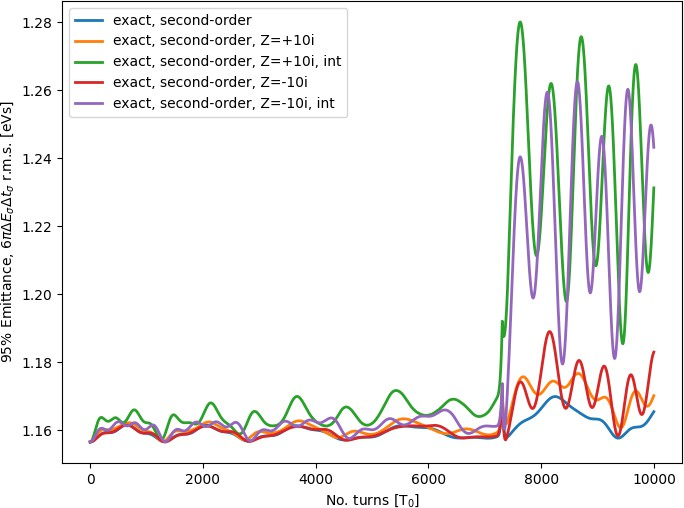 1.28
1.26
1.24
1.22
1.20
1.18
1.16
95% Emittance, 6πΔE_σΔt_σ r.m.s. [eVs]
exact, second-order
exact, second-order, Z=+10i
exact, second-order, Z=+10i, int
exact, second-order, Z=-10i
exact, second-order, Z=-10i, int
0 2000 4000 6000 8000 10000
No. turns [T₀]